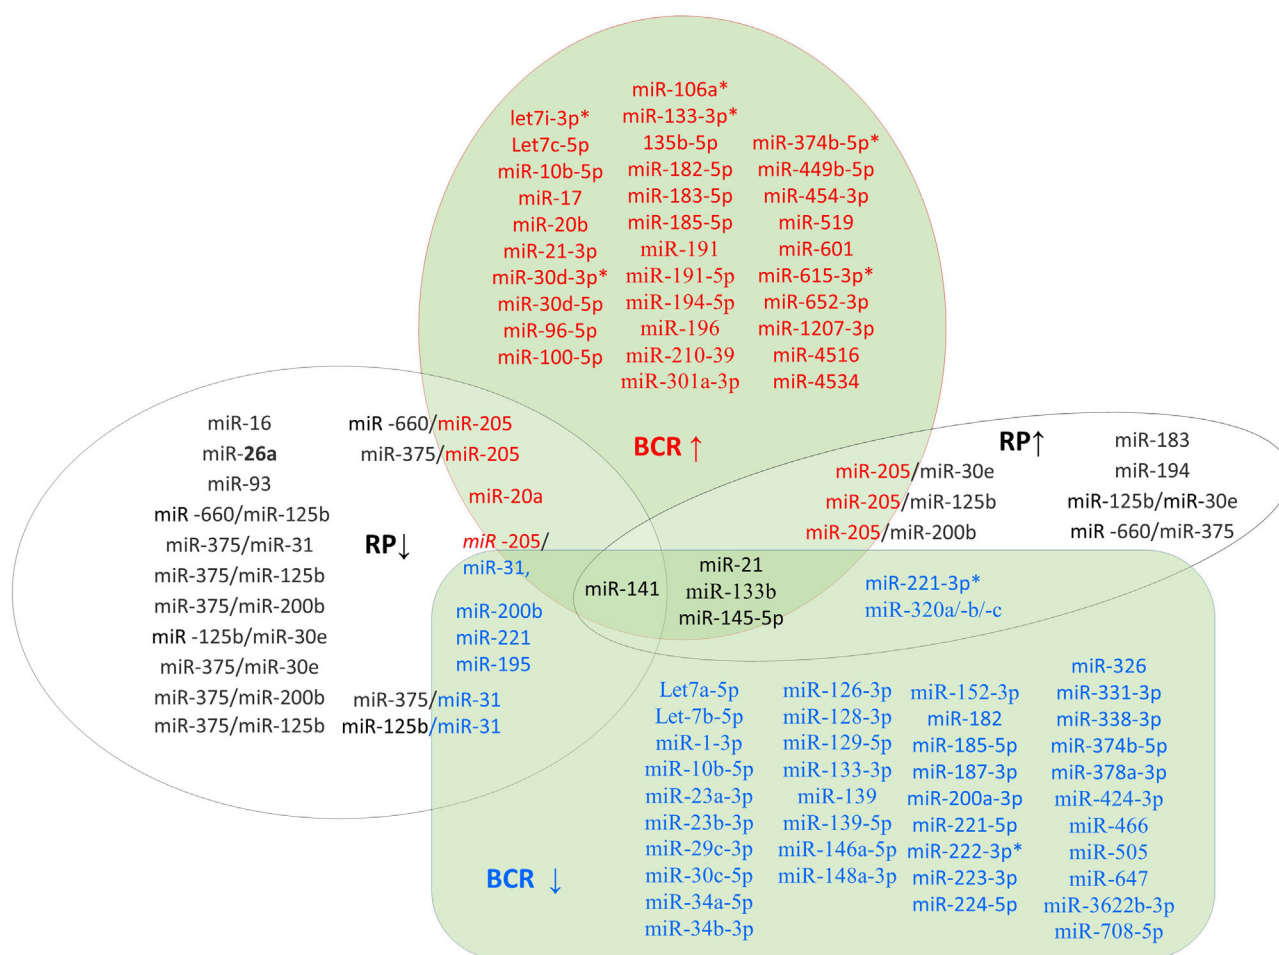 miR-106a*
let7i-3p*
miR-133-3p*
Let7c-5p
135b-5p
miR-374b-5p*
miR-10b-5p
miR-182-5p
miR-449b-5p
miR-17
miR-183-5p
miR-454-3p
miR-20b
miR-185-5p
miR-519
miR-21-3p
miR-191
miR-601
miR-30d-3p*
miR-191-5p
miR-615-3p*
miR-30d-5p
miR-194-5p
miR-652-3p
miR-96-5p
miR-196
miR-1207-3p
miR-100-5p
miR-210-39
miR-4516
miR-301a-3p
miR-4534
BCR ↑
miR-16
miR-26a
miR-93
miR -660/miR-125b
miR-375/miR-31
miR-375/miR-125b
miR-375/miR-200b
miR -125b/miR-30e
miR-375/miR-30e
miR-375/miR-200b
miR-375/miR-125b
RP↓
miR -660/miR-205
miR-375/miR-205
miR-20a
miR -205/
miR-31,
miR-200b
miR-221
miR-195
miR-375/miR-31
miR-125b/miR-31
RP↑
miR-205/miR-30e
miR-205/miR-125b
miR-205/miR-200b
miR-183
miR-194
miR-125b/miR-30e
miR -660/miR-375
miR-141
miR-21
miR-133b
miR-145-5p
miR-221-3p*
miR-320a/-b/-c
BCR ↓
Let7a-5p
Let-7b-5p
miR-1-3p
miR-10b-5p
miR-23a-3p
miR-23b-3p
miR-29c-3p
miR-30c-5p
miR-34a-5p
miR-34b-3p
miR-126-3p
miR-128-3p
miR-129-5p
miR-133-3p
miR-139
miR-139-5p
miR-146a-5p
miR-148a-3p
miR-152-3p
miR-182
miR-185-5p
miR-187-3p
miR-200a-3p
miR-221-5p
miR-222-3p*
miR-223-3p
miR-224-5p
miR-326
miR-331-3p
miR-338-3p
miR-374b-5p
miR-378a-3p
miR-424-3p
miR-466
miR-505
miR-647
miR-3622b-3p
miR-708-5p